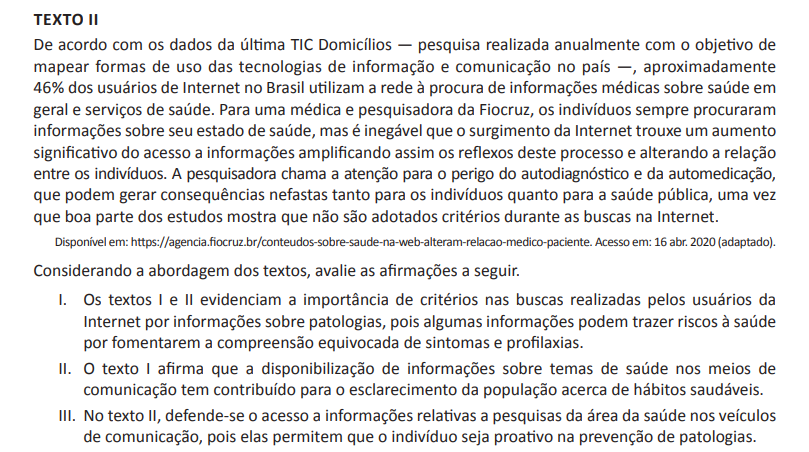 TEXTO II
De acordo com os dados da última TIC Domicílios — pesquisa realizada anualmente com o objetivo de
mapear formas de uso das tecnologias de informação e comunicação no país —, aproximadamente
46% dos usuários de Internet no Brasil utilizam a rede à procura de informações médicas sobre saúde em
geral e serviços de saúde. Para uma médica e pesquisadora da Fiocruz, os indivíduos sempre procuraram
informações sobre seu estado de saúde, mas é inegável que o surgimento da Internet trouxe um aumento
significativo do acesso a informações amplificando assim os reflexos deste processo e alterando a relação
entre os indivíduos. A pesquisadora chama a atenção para o perigo do autodiagnóstico e da automedicação,
que podem gerar consequências nefastas tanto para os indivíduos quanto para a saúde pública, uma vez
que boa parte dos estudos mostra que não são adotados critérios durante as buscas na Internet.
Disponível em: https://agencia.fiocruz.br/conteudos-sobre-saude-na-web-alteram-relacao-medico-paciente. Acesso em: 16 abr. 2020 (adaptado).
Considerando a abordagem dos textos, avalie as afirmações a seguir.
I. Os textos I e II evidenciam a importância de critérios nas buscas realizadas pelos usuários da
Internet por informações sobre patologias, pois algumas informações podem trazer riscos à saúde
por fomentarem a compreensão equivocada de sintomas e profilaxias.
II. O texto I afirma que a disponibilização de informações sobre temas de saúde nos meios de
comunicação tem contribuído para o esclarecimento da população acerca de hábitos saudáveis.
III. No texto II, defende-se o acesso a informações relativas a pesquisas da área da saúde nos veículos
de comunicação, pois elas permitem que o indivíduo seja proativo na prevenção de patologias.